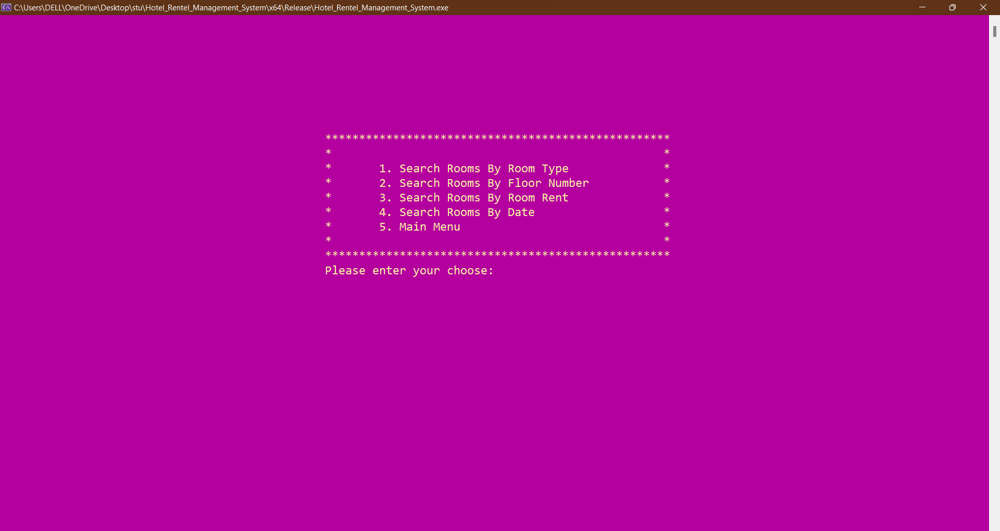 C:\Users\DELL\OneDrive\Desktop\stu\Hotel_Rentel_Management_System\x64\Release\Hotel_Rentel_Management_System.exe
***************************************************
* *
* 1. Search Rooms By Room Type *
* 2. Search Rooms By Floor Number *
* 3. Search Rooms By Room Rent *
* 4. Search Rooms By Date *
* 5. Main Menu *
* *
***************************************************
Please enter your choose: